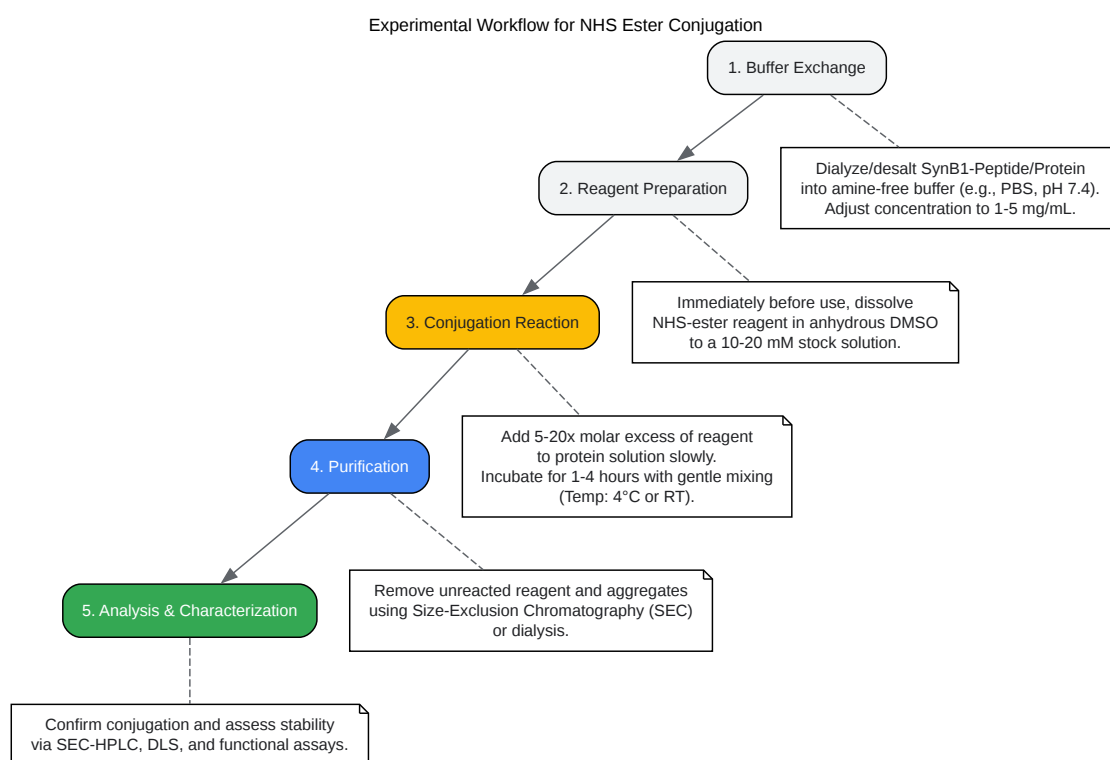 Experimental Workflow for NHS Ester Conjugation
1. Buffer Exchange
Dialyze/desalt SynB1-Peptide/Protein
into amine-free buffer (e.g., PBS, pH 7.4).
Adjust concentration to 1-5 mg/mL.
2. Reagent Preparation
Immediately before use, dissolve
NHS-ester reagent in anhydrous DMSO
to a 10-20 mM stock solution.
3. Conjugation Reaction
Add 5-20x molar excess of reagent
to protein solution slowly.
Incubate for 1-4 hours with gentle mixing
(Temp: 4°C or RT).
4. Purification
Remove unreacted reagent and aggregates
using Size-Exclusion Chromatography (SEC)
or dialysis.
5. Analysis & Characterization
Confirm conjugation and assess stability
via SEC-HPLC, DLS, and functional assays.